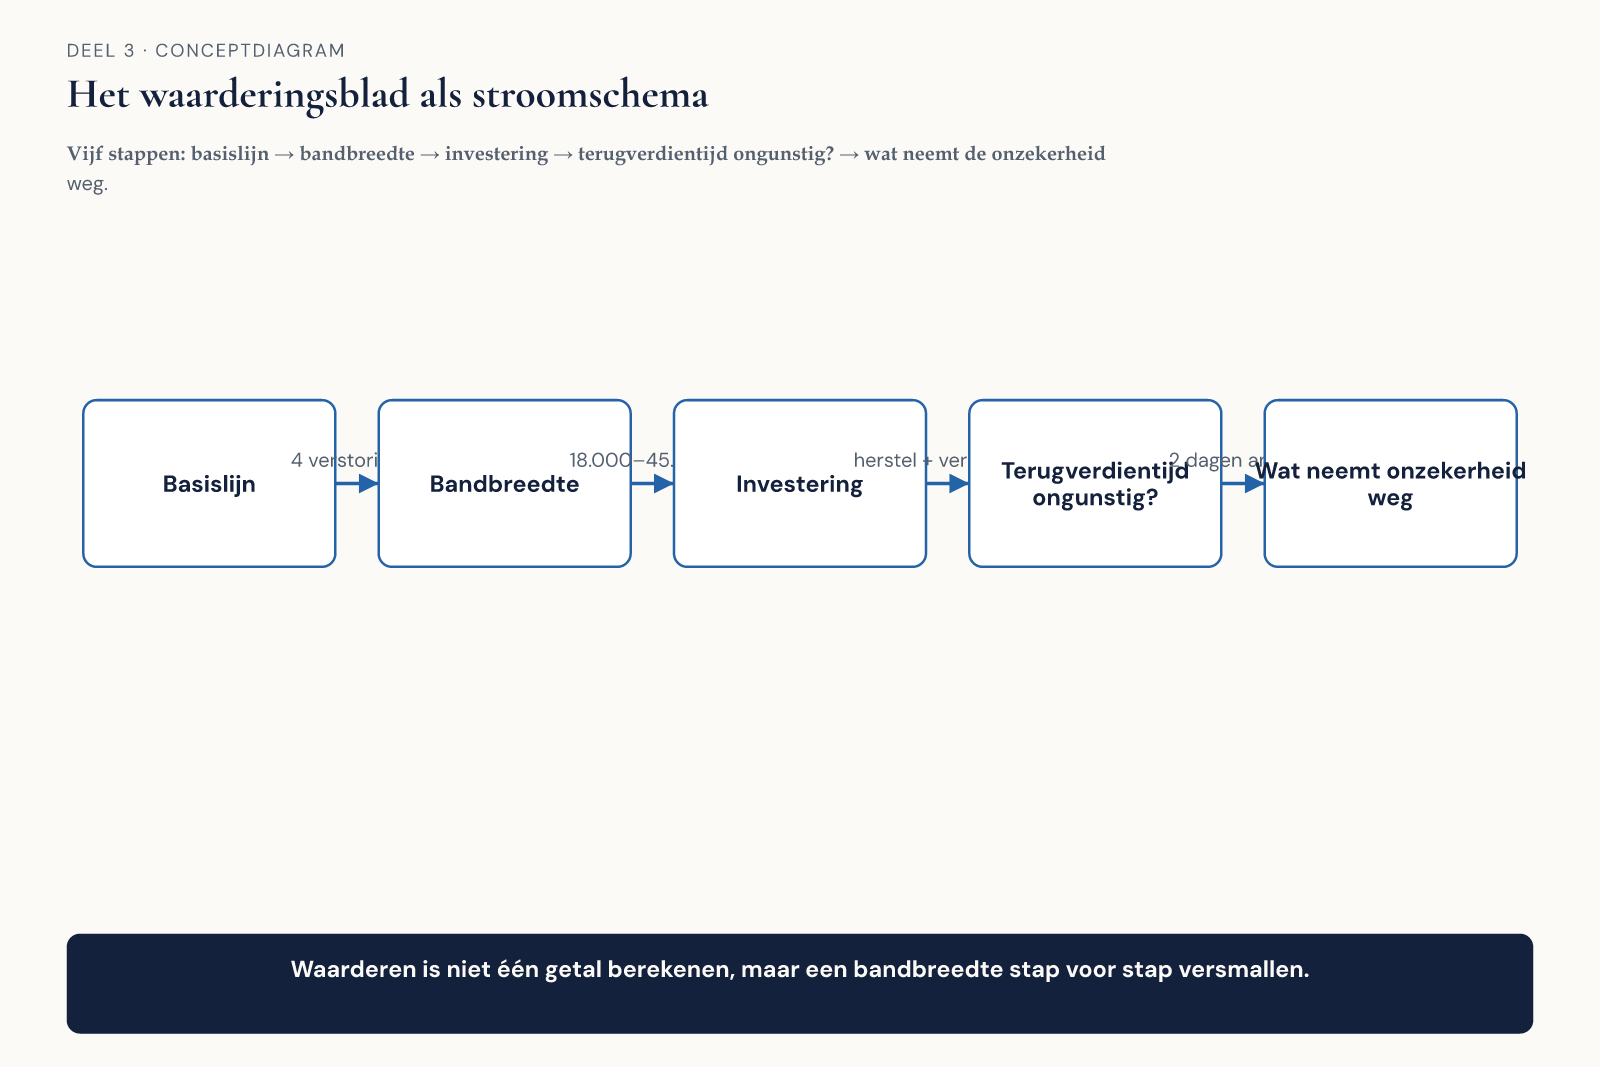 DEEL 3 · CONCEPTDIAGRAM
Het waarderingsblad als stroomschema
Vijf stappen: basislijn → bandbreedte → investering → terugverdientijd ongunstig? → wat neemt de onzekerheid
weg.
4 verstori
18.000–45.
herstel + ver
2 dagen
Basislijn
Bandbreedte
Investering
Terugverdientijd
ongunstig?
Wat neemt onzekerheid
weg
Waarderen is niet één getal berekenen, maar een bandbreedte stap voor stap versmallen.